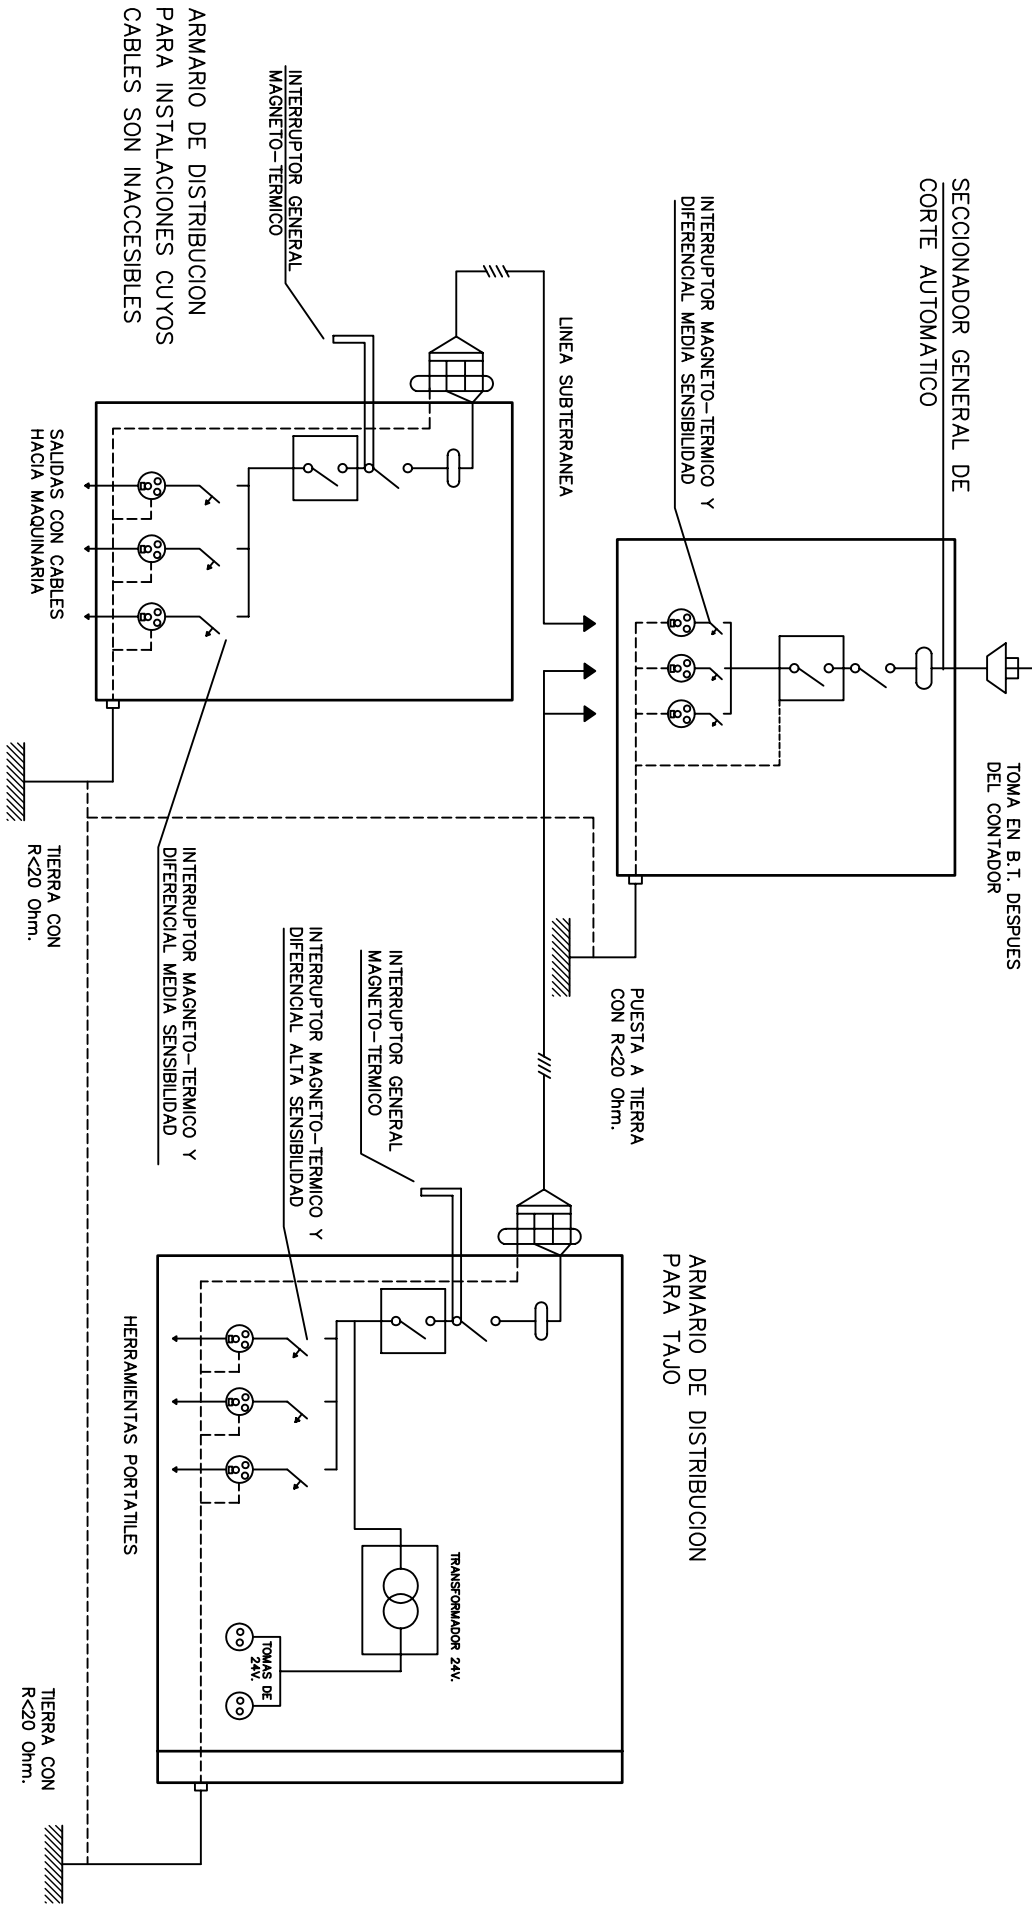 SECCIONADOR GENERAL DE
CORTE AUTOMATICO
TOMA EN B.T. DESPUES
DEL CONTADOR
INTERRUPTOR MAGNETO-TERMICO Y
DIFERENCIAL MEDIA SENSIBILIDAD
PUESTA A TIERRA
CON R<20 Ohm.
LINEA SUBTERRANEA
ARMARIO DE DISTRIBUCION
PARA TAJO
INTERRUPTOR GENERAL
MAGNETO-TERMICO
INTERRUPTOR GENERAL
MAGNETO-TERMICO
INTERRUPTOR MAGNETO-TERMICO Y
DIFERENCIAL ALTA SENSIBILIDAD
TRANSFORMADOR 24V.
TOMAS DE
24V.
ARMARIO DE DISTRIBUCION
PARA INSTALACIONES CUYOS
CABLES SON INACCESIBLES
INTERRUPTOR MAGNETO-TERMICO Y
DIFERENCIAL MEDIA SENSIBILIDAD
HERRAMIENTAS PORTATILES
SALIDAS CON CABLES
HACIA MAQUINARIA
TIERRA CON
R<20 Ohm.
TIERRA CON
R<20 Ohm.